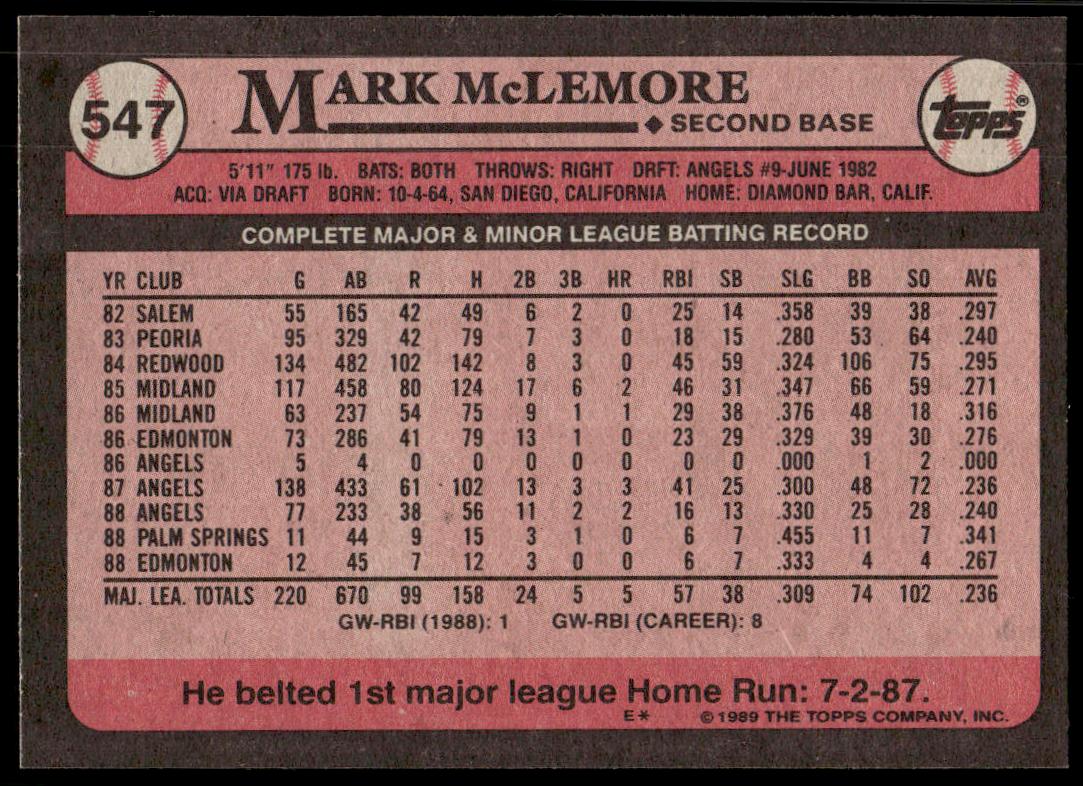 547
MARK McLEMORE
◆ SECOND BASE
Topps®
5'11" 175 lb. BATS: BOTH THROWS: RIGHT DRFT: ANGELS #9-JUNE 1982
ACQ: VIA DRAFT BORN: 10-4-64, SAN DIEGO, CALIFORNIA HOME: DIAMOND BAR, CALIF.
COMPLETE MAJOR & MINOR LEAGUE BATTING RECORD
YR CLUB G AB R H 2B 3B HR RBI SB SLG BB SO AVG
82 SALEM 55 165 42 49 6 2 0 25 14 .358 39 38 .297
83 PEORIA 95 329 42 79 7 3 0 18 15 .280 53 64 .240
84 REDWOOD 134 482 102 142 8 3 0 45 59 .324 106 75 .295
85 MIDLAND 117 458 80 124 17 6 2 46 31 .347 66 59 .271
86 MIDLAND 63 237 54 75 9 1 1 29 38 .376 48 18 .316
86 EDMONTON 73 286 41 79 13 1 0 23 29 .329 39 30 .276
86 ANGELS 5 4 0 0 0 0 0 0 0 .000 1 2 .000
87 ANGELS 138 433 61 102 13 3 3 41 25 .300 48 72 .236
88 ANGELS 77 233 38 56 11 2 2 16 13 .330 25 28 .240
88 PALM SPRINGS 11 44 9 15 3 1 0 6 7 .455 11 7 .341
88 EDMONTON 12 45 7 12 3 0 0 6 7 .333 4 4 .267
MAJ. LEA. TOTALS 220 670 99 158 24 5 5 57 38 .309 74 102 .236
GW-RBI (1988): 1 GW-RBI (CAREER): 8
He belted 1st major league Home Run: 7-2-87.
E* ©1989 THE TOPPS COMPANY, INC.